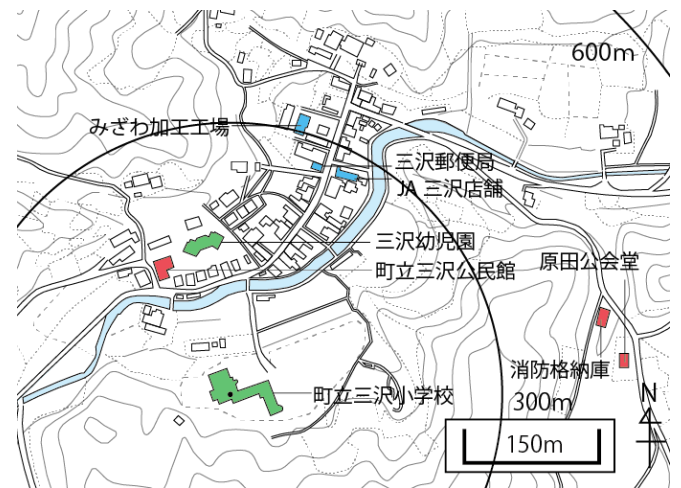 600m
みざわ加工工場
三沢郵便局
JA 三沢店舗
三沢幼児園
町立三沢公民館
原田公会堂
消防格納庫
町立三沢小学校
300m
N
150m